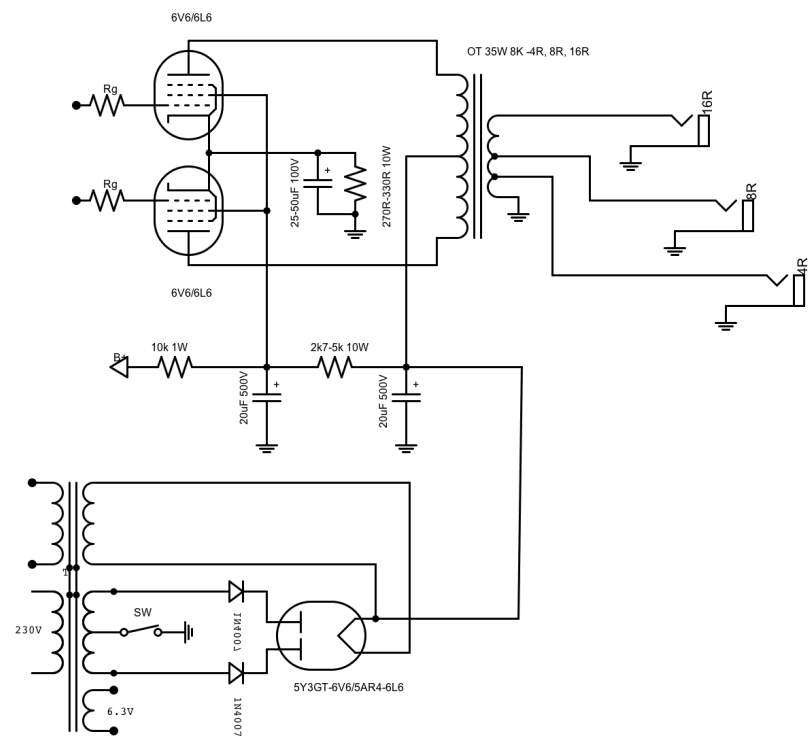 6V6/6L6
OT 35W 8K -4R, 8R, 16R
Rg
16R
25-50uF 100V
+
270R-330R 10W
Rg
8R
6V6/6L6
4R
B+
10k 1W
2k7-5k 10W
20uF 500V
+
20uF 500V
+
T
SW
1N4007
230V
5Y3GT-6V6/5AR4-6L6
6.3V
1N4007